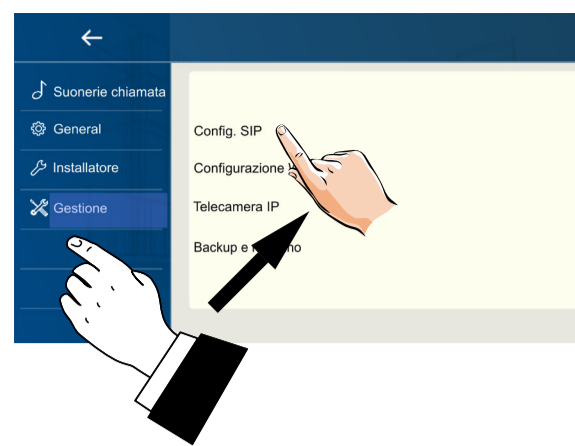 Suonerie chiamata
General
Installatore
Gestione
Config. SIP
Configurazione
Telecamera IP
Backup e